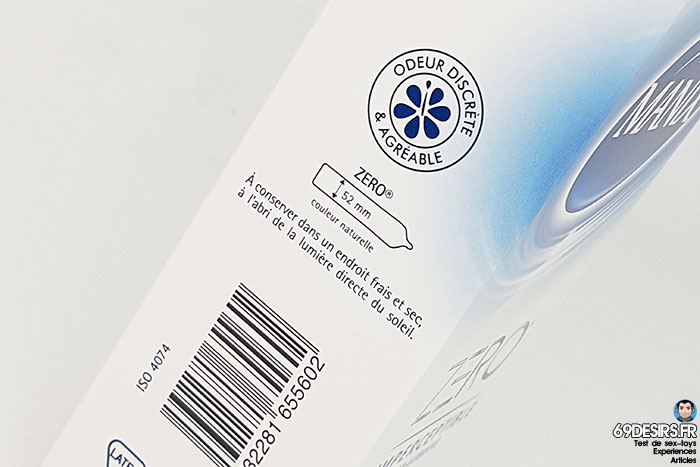 ODEUR DISCRÈTE
& AGRÉABLE
ZERO®
52 mm
couleur naturelle
À conserver dans un endroit frais et sec,
à l'abri de la lumière directe du soleil.
ISO 4074
82281 655602
ZERO
69DESIRS.FR
Test de sex-toys
Experiences
Articles